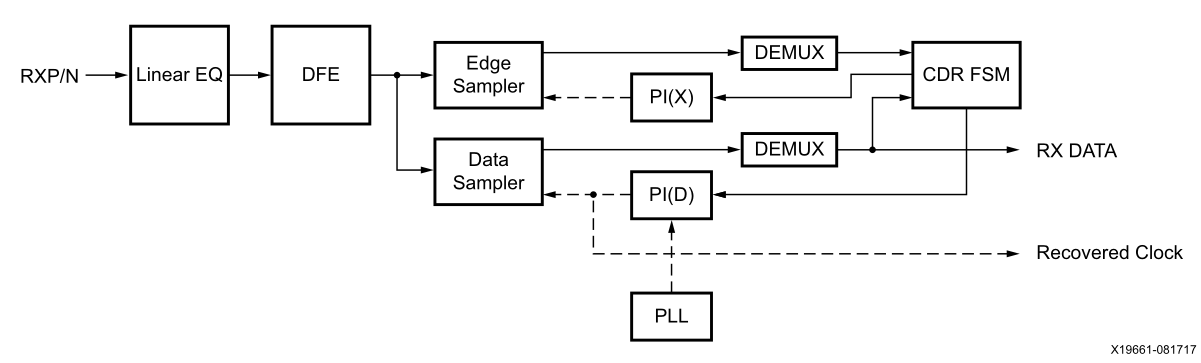 RXP/N
Linear EQ
DFE
Edge
Sampler
DEMUX
CDR FSM
PI(X)
Data
Sampler
DEMUX
RX DATA
PI(D)
Recovered Clock
PLL
X19661-081717